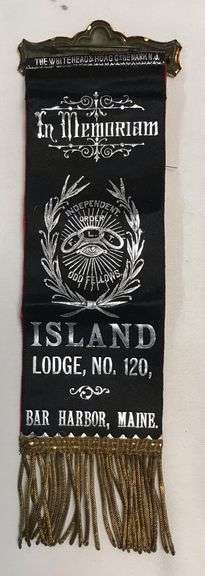 THE WHITEHEAD & HOAG CO. NEWARK N.J.
In Memoriam
INDEPENDENT
ORDER
F. L. T.
ODD FELLOWS
ISLAND
LODGE, NO. 120,
BAR HARBOR, MAINE.